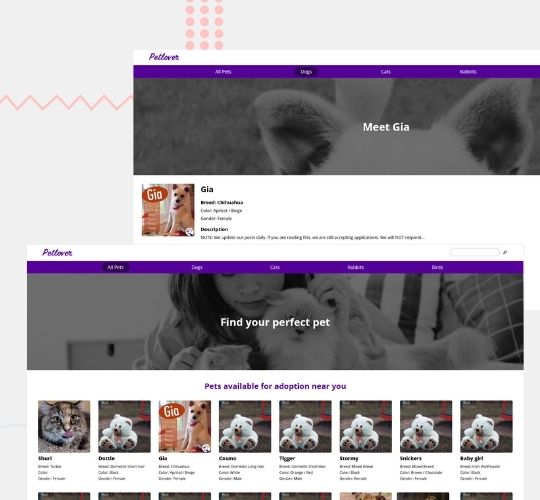 Petlover
All Pets
Dogs
Cats
Rabbits
Meet Gia
Gia
Gia
Breed: Chihuahua
Color: Apricot / Beige
Gender: Female
Description
NOTE: We update our posts daily. If you are reading this, we are still accepting applications. We will NOT respond...
Petlover
All Pets
Dogs
Cats
Rabbits
Birds
Find your perfect pet
Pets available for adoption near you
Gia
Shuri
Breed: Torbie
Color:
Gender: Female
Dottie
Breed: Domestic Short Hair
Color: Black
Gender: Female
Gia
Breed: Chihuahua
Color: Apricot / Beige
Gender: Female
Cosmo
Breed: Domestic Long Hair
Color: White
Gender: Male
Tigger
Breed: Domestic Short Hair
Color: Orange / Red
Gender: Male
Stormy
Breed: Mixed Breed
Color: Black
Gender: Female
Snickers
Breed: Mixed Breed
Color: Brown / Chocolate
Gender: Female
Baby girl
Breed: Irish Wolfhound
Color: Black
Gender: Female